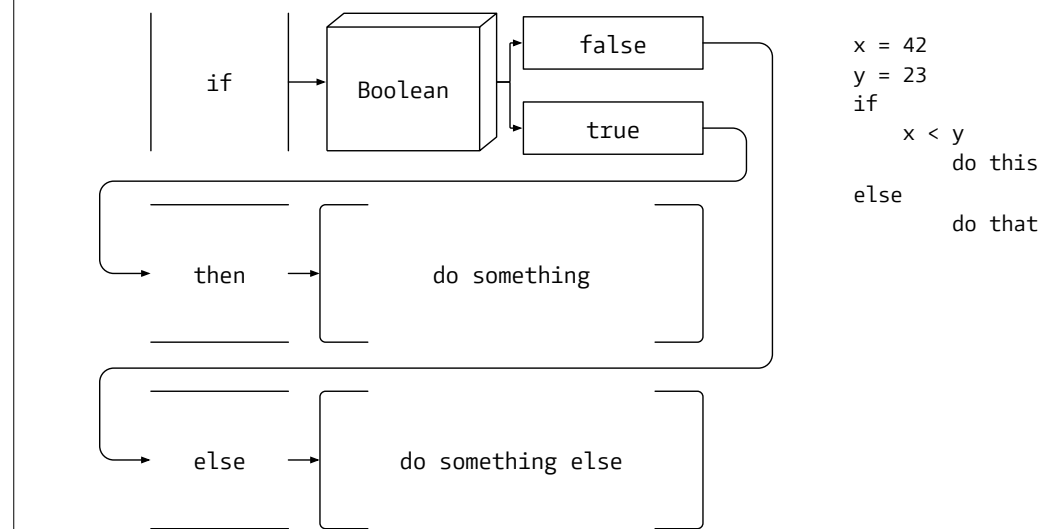 if
Boolean
false
true
then
do something
else
do something else
x = 42
y = 23
if
x < y
do this
else
do that